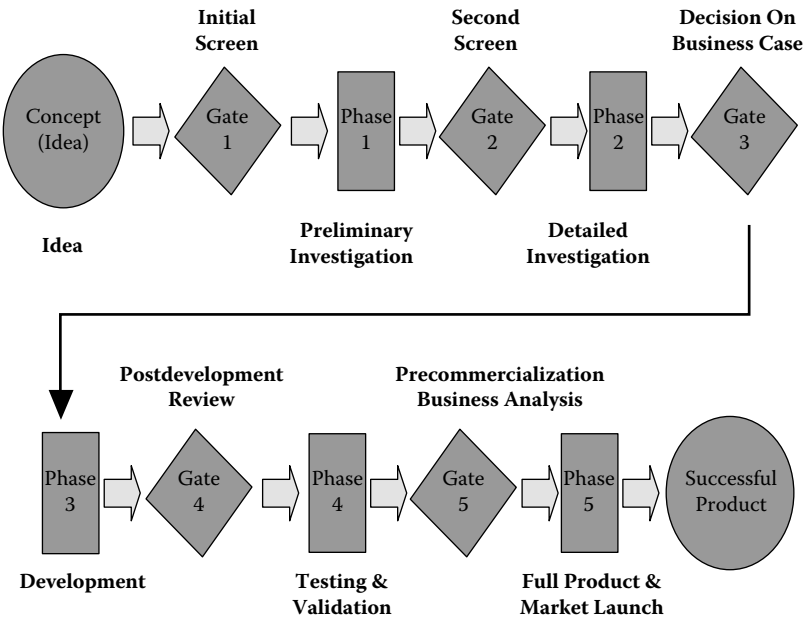 Initial
Screen
Second
Screen
Decision On
Business Case
Concept
(Idea)
Gate
1
Phase
1
Gate
2
Phase
2
Gate
3
Idea
Preliminary
Investigation
Detailed
Investigation
Postdevelopment
Review
Precommercialization
Business Analysis
Phase
3
Gate
4
Phase
4
Gate
5
Phase
5
Successful
Product
Development
Testing &
Validation
Full Product &
Market Launch